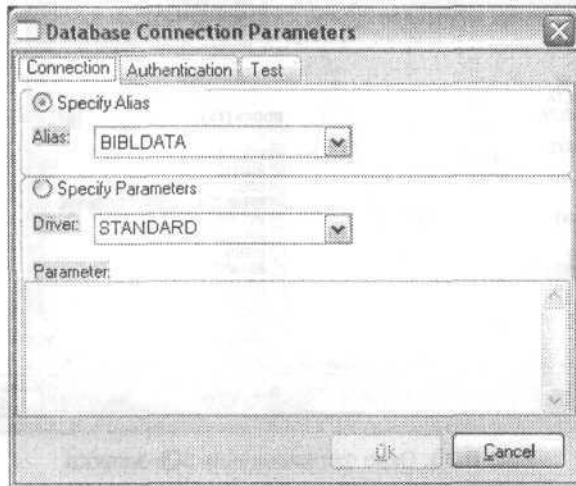 Database Connection Parameters
Connection Authentication Test
Specify Alias
Alias: BIBLDATA
Specify Parameters
Driver: STANDARD
Parameter:
Ok Cancel